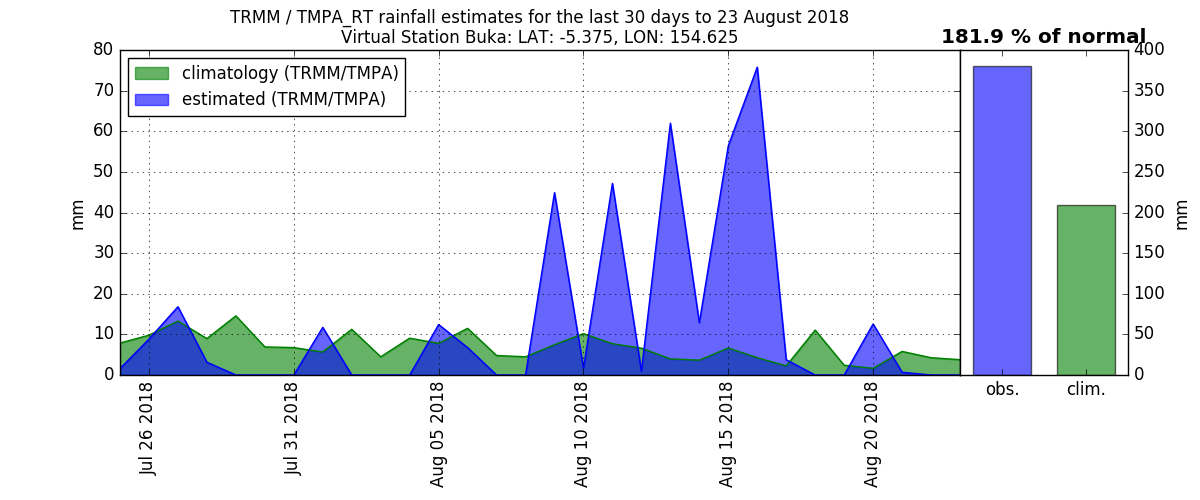 TRMM / TMPA_RT rainfall estimates for the last 30 days to 23 August 2018
Virtual Station Buka: LAT: -5.375, LON: 154.625
181.9 % of normal
climatology (TRMM/TMPA)
estimated (TRMM/TMPA)
80
70
60
50
40
30
20
10
0
mm
Jul 26 2018
Jul 31 2018
Aug 05 2018
Aug 10 2018
Aug 15 2018
Aug 20 2018
obs.
clim.
400
350
300
250
200
150
100
50
0
mm